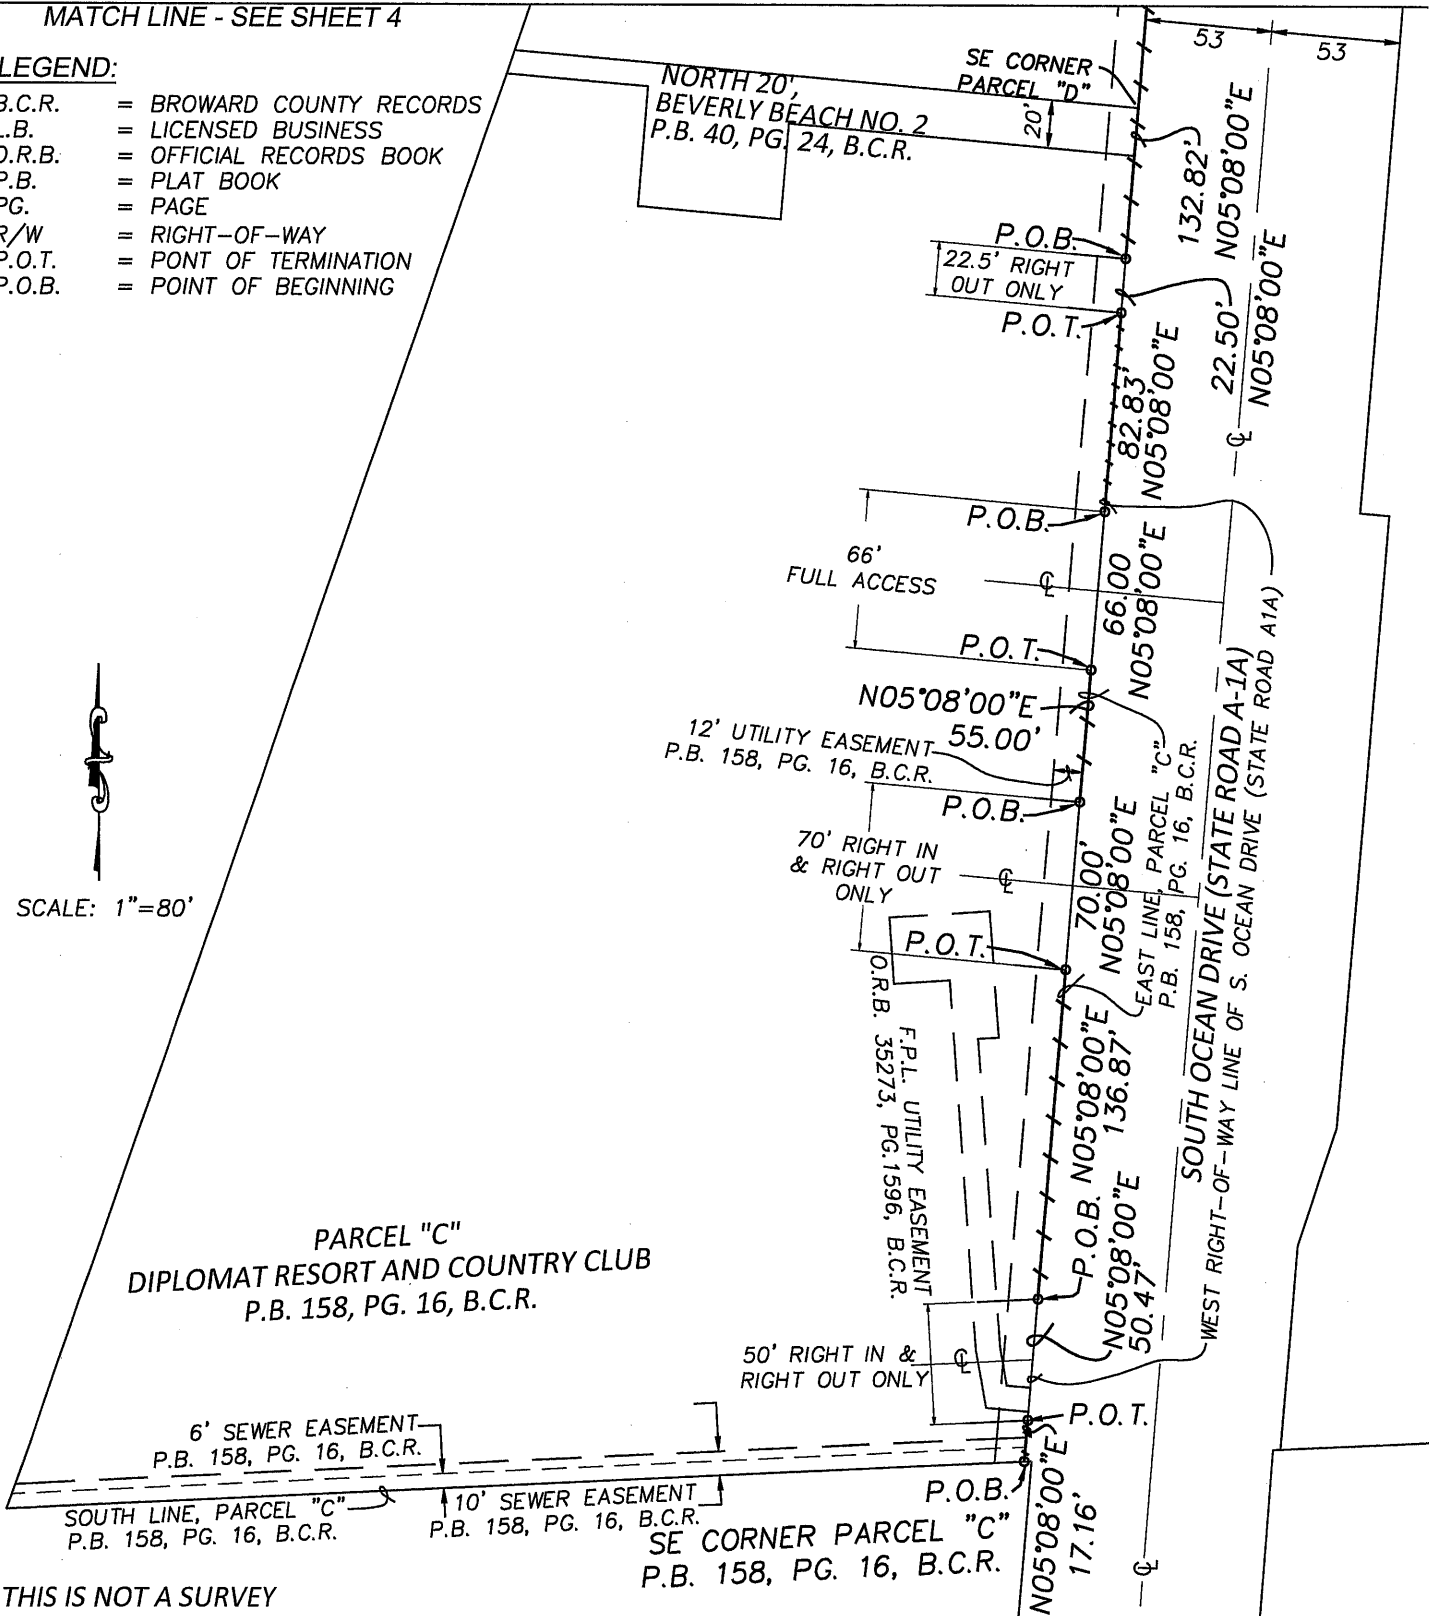 MATCH LINE - SEE SHEET 4
LEGEND:
B.C.R. = BROWARD COUNTY RECORDS
L.B. = LICENSED BUSINESS
O.R.B. = OFFICIAL RECORDS BOOK
P.B. = PLAT BOOK
PG. = PAGE
R/W = RIGHT-OF-WAY
P.O.T. = PONT OF TERMINATION
P.O.B. = POINT OF BEGINNING
53
53
SE CORNER
PARCEL "D"
NORTH 20',
BEVERLY BEACH NO. 2
P.B. 40, PG. 24, B.C.R.
20'
132.82'
N05°08'00"E
P.O.B.
22.5' RIGHT
OUT ONLY
P.O.T.
22.50'
N05°08'00"E
82.83'
N05°08'00"E
℄
P.O.B.
66'
FULL ACCESS
℄
66.00
N05°08'00"E
P.O.T.
N05°08'00"E
55.00'
12' UTILITY EASEMENT
P.B. 158, PG. 16, B.C.R.
P.O.B.
70' RIGHT IN
& RIGHT OUT
ONLY
℄
70.00'
N05°08'00"E
EAST LINE, PARCEL "C"
P.B. 158, PG. 16, B.C.R.
SOUTH OCEAN DRIVE (STATE ROAD A-1A)
WEST RIGHT-OF-WAY LINE OF S. OCEAN DRIVE (STATE ROAD A1A)
SCALE: 1"=80'
P.O.T.
F.P.L. UTILITY EASEMENT
O.R.B. 35273, PG.1596, B.C.R.
N05°08'00"E
136.87'
P.O.B.
N05°08'00"E
50.47'
PARCEL "C"
DIPLOMAT RESORT AND COUNTRY CLUB
P.B. 158, PG. 16, B.C.R.
50' RIGHT IN &
RIGHT OUT ONLY
℄
P.O.T.
6' SEWER EASEMENT
P.B. 158, PG. 16, B.C.R.
P.O.B.
N05°08'00"E
17.16'
SOUTH LINE, PARCEL "C"
P.B. 158, PG. 16, B.C.R.
10' SEWER EASEMENT
P.B. 158, PG. 16, B.C.R.
SE CORNER PARCEL "C"
P.B. 158, PG. 16, B.C.R.
℄
THIS IS NOT A SURVEY